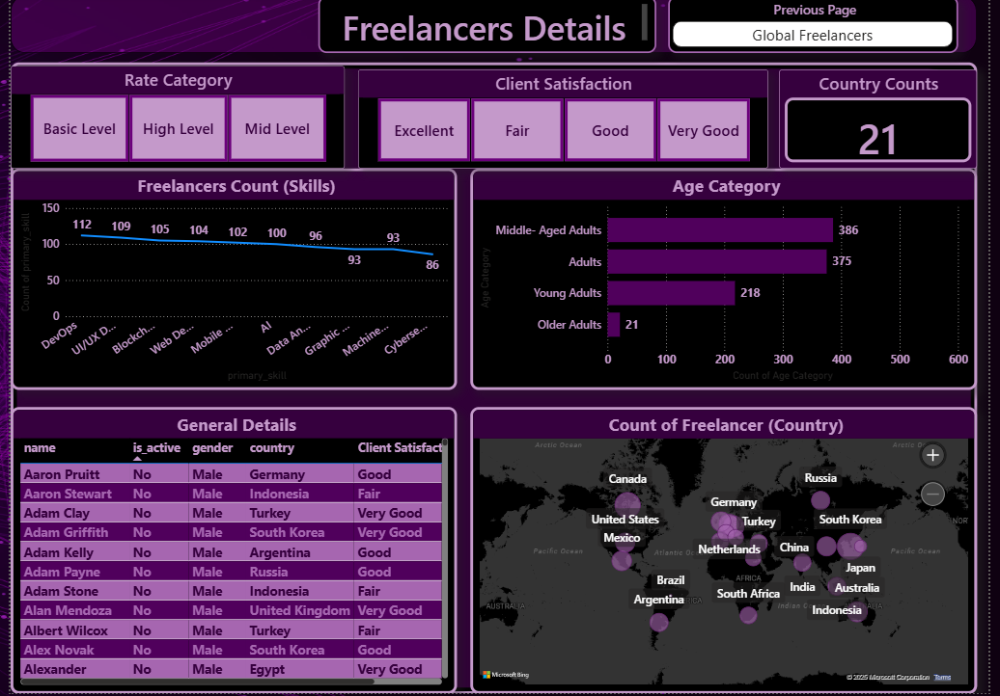 Freelancers Details
Previous Page
Global Freelancers
Rate Category
Basic Level
High Level
Mid Level
Client Satisfaction
Excellent
Fair
Good
Very Good
Country Counts
21
Freelancers Count (Skills)
Count of primary_skill
150
100
50
0
112
109
105
104
102
100
96
93
93
86
DevOps
UI/UX D...
Blockch...
Web De...
Mobile ...
AI
Data An...
Graphic ...
Machine...
Cyberse...
primary_skill
Age Category
Age Category
Middle- Aged Adults 386
Adults 375
Young Adults 218
Older Adults 21
0 100 200 300 400 500 600
Count of Age Category
General Details
name is_active gender country Client Satisfact
Aaron Pruitt No Male Germany Good
Aaron Stewart No Male Indonesia Fair
Adam Clay No Male Turkey Very Good
Adam Griffith No Male South Korea Very Good
Adam Kelly No Male Argentina Good
Adam Payne No Male Russia Good
Adam Stone No Male Indonesia Fair
Alan Mendoza No Male United Kingdom Very Good
Albert Wilcox No Male Turkey Fair
Alex Novak No Male South Korea Good
Alexander No Male Egypt Very Good
Count of Freelancer (Country)
Arctic Ocean
Canada
Russia
Germany
United States
Turkey
South Korea
Mexico
Netherlands
China
Pacific Ocean
Atlantic
Pacific Ocean
Japan
Brazil
AFRICA
India
Australia
Argentina
South Africa
AUSTRALIA
Indonesia
Microsoft Bing
© 2025 Microsoft Corporation Terms